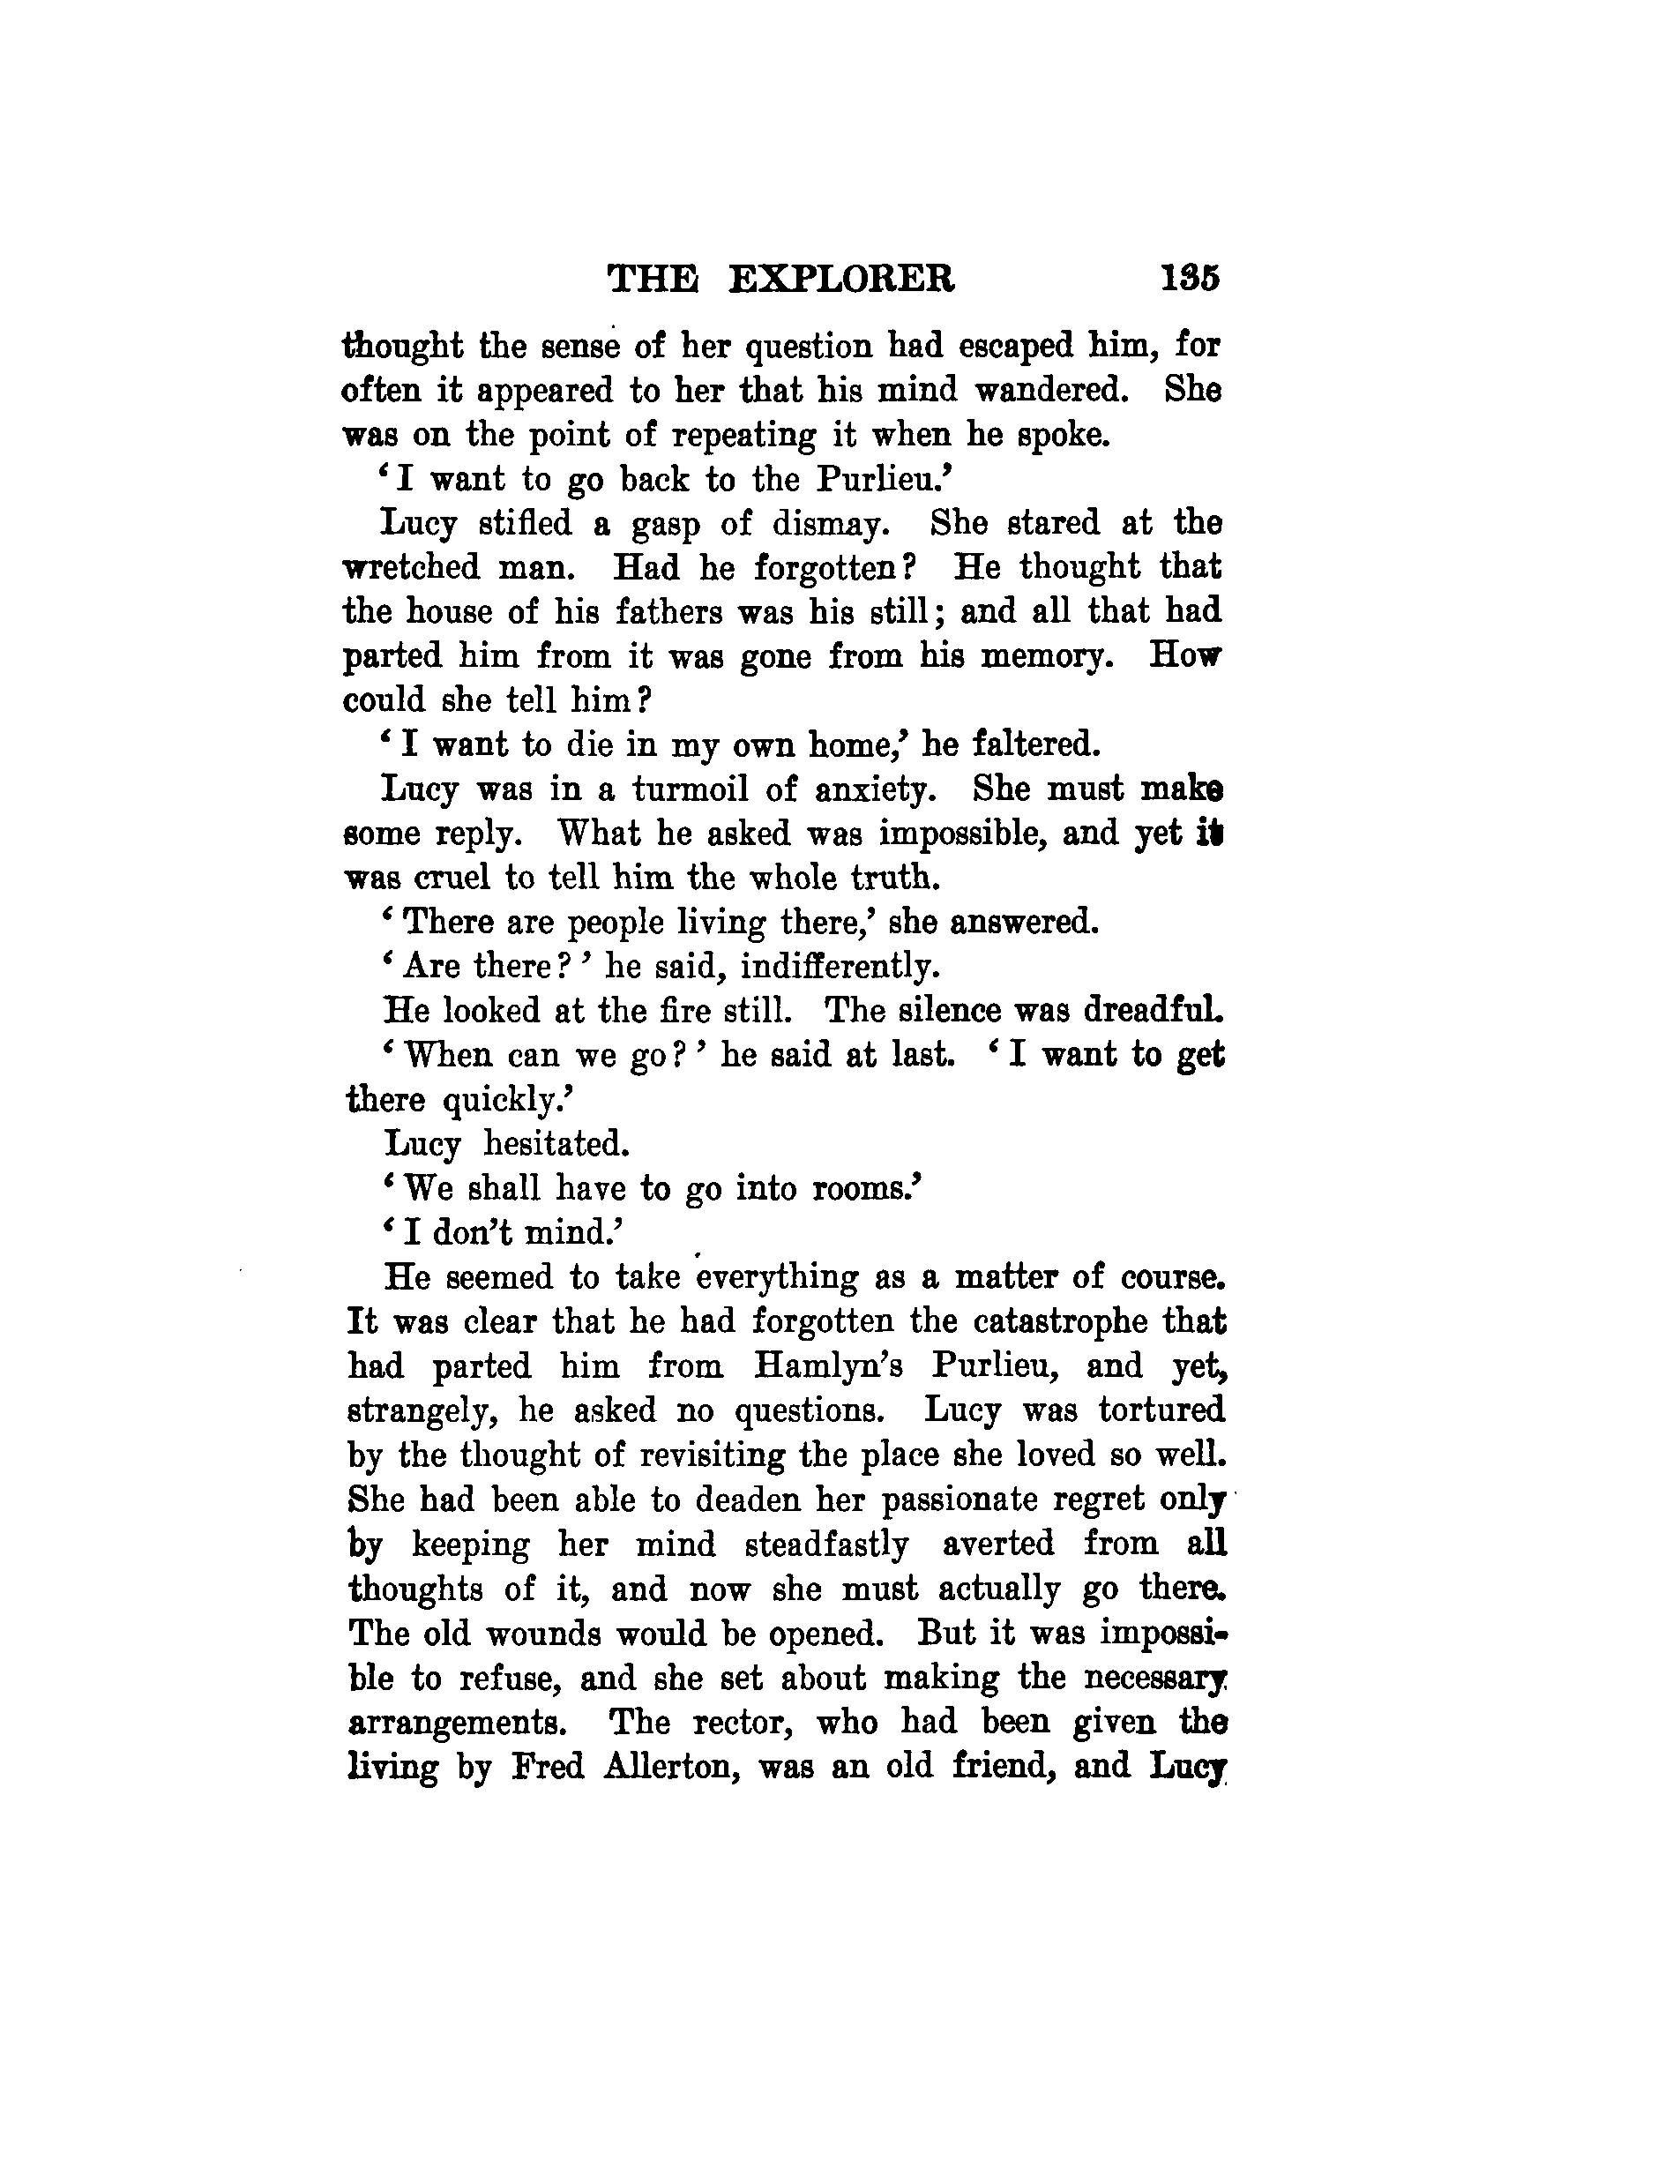 THE EXPLORER 135
thought the sense of her question had escaped him, for
often it appeared to her that his mind wandered. She
was on the point of repeating it when he spoke.
‘I want to go back to the Purlieu.’
Lucy stifled a gasp of dismay. She stared at the
wretched man. Had he forgotten? He thought that
the house of his fathers was his still; and all that had
parted him from it was gone from his memory. How
could she tell him?
‘I want to die in my own home,’ he faltered.
Lucy was in a turmoil of anxiety. She must make
some reply. What he asked was impossible, and yet it
was cruel to tell him the whole truth.
‘There are people living there,’ she answered.
‘Are there?’ he said, indifferently.
He looked at the fire still. The silence was dreadful.
‘When can we go?’ he said at last. ‘I want to get
there quickly.’
Lucy hesitated.
‘We shall have to go into rooms.’
‘I don’t mind.’
He seemed to take everything as a matter of course.
It was clear that he had forgotten the catastrophe that
had parted him from Hamlyn’s Purlieu, and yet,
strangely, he asked no questions. Lucy was tortured
by the thought of revisiting the place she loved so well.
She had been able to deaden her passionate regret only
by keeping her mind steadfastly averted from all
thoughts of it, and now she must actually go there.
The old wounds would be opened. But it was impossi-
ble to refuse, and she set about making the necessary
arrangements. The rector, who had been given the
living by Fred Allerton, was an old friend, and Lucy